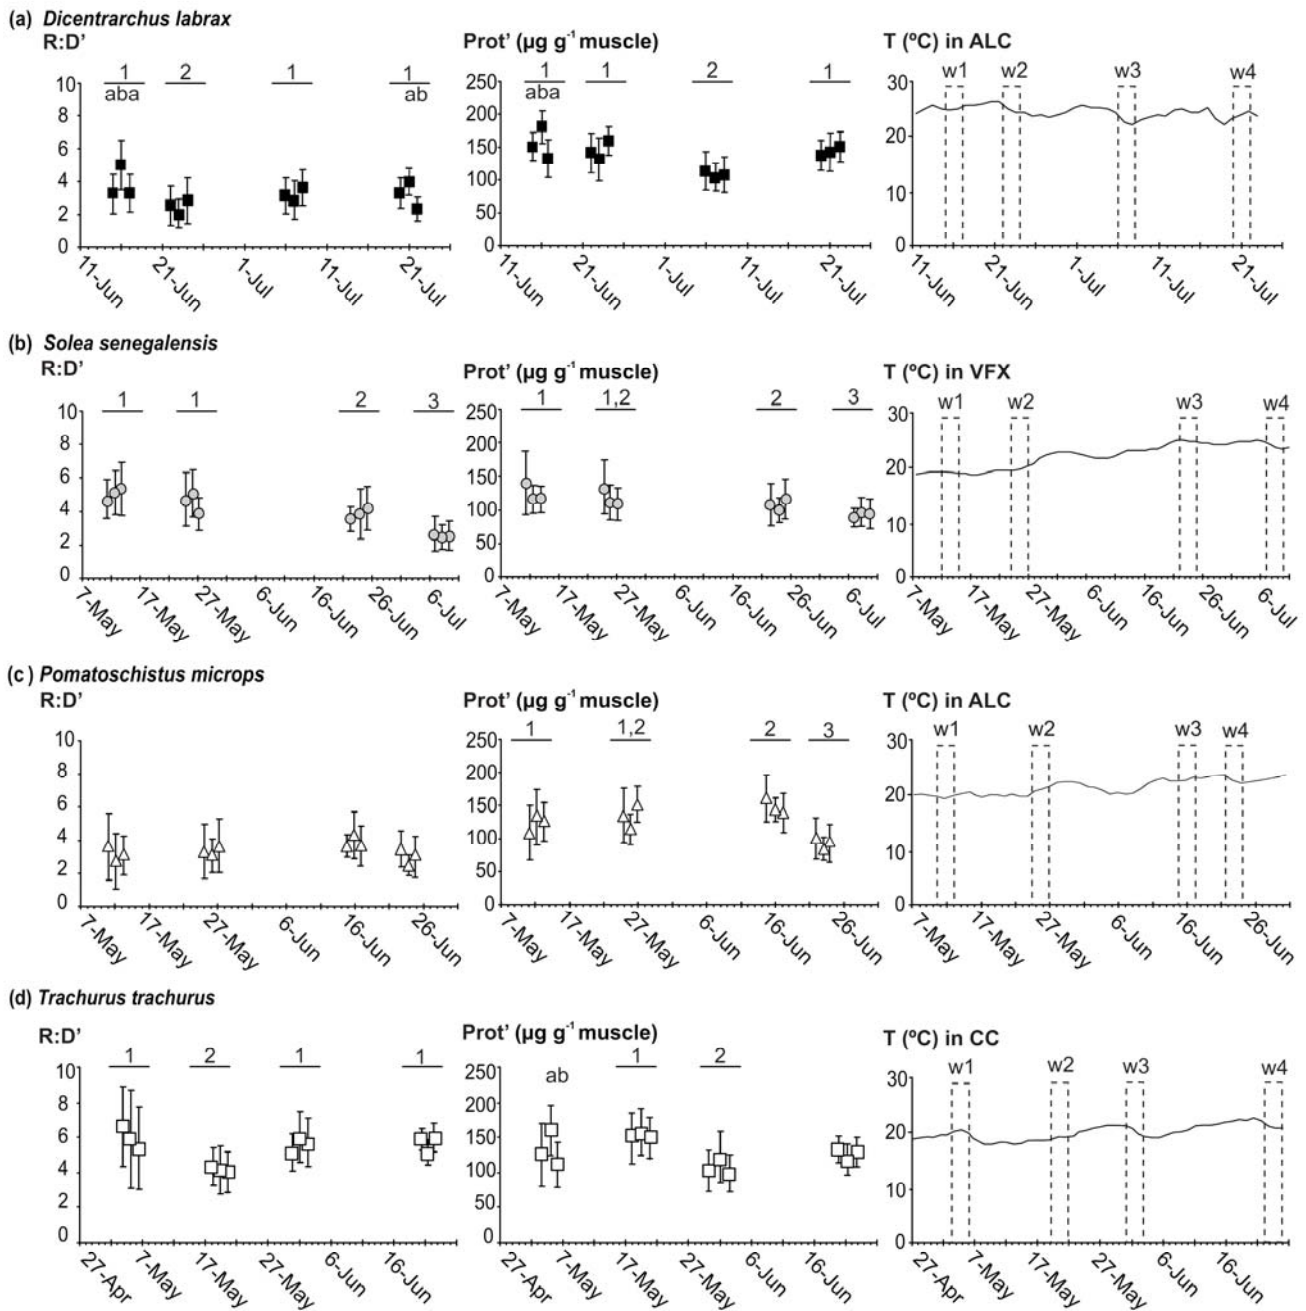 (a) Dicentrarchus labrax
R:D’ Prot’ (µg g-1 muscle) T (ºC) in ALC
1 2 1 1
aba ab
10
8
6
4
2
0
11-Jun 21-Jun 1-Jul 11-Jul 21-Jul
1 1 2 1
aba
250
200
150
100
50
0
11-Jun 21-Jun 1-Jul 11-Jul 21-Jul
w1 w2 w3 w4
30
20
10
0
11-Jun 21-Jun 1-Jul 11-Jul 21-Jul
(b) Solea senegalensis
R:D’ Prot’ (µg g-1 muscle) T (ºC) in VFX
1 1 2 3
10
8
6
4
2
0
7-May 17-May 27-May 6-Jun 16-Jun 26-Jun 6-Jul
1 1,2 2 3
250
200
150
100
50
0
7-May 17-May 27-May 6-Jun 16-Jun 26-Jun 6-Jul
w1 w2 w3 w4
30
20
10
0
7-May 17-May 27-May 6-Jun 16-Jun 26-Jun 6-Jul
(c ) Pomatoschistus microps
R:D’ Prot’ (µg g-1 muscle) T (ºC) in ALC
10
8
6
4
2
0
7-May 17-May 27-May 6-Jun 16-Jun 26-Jun
1 1,2 2 3
250
200
150
100
50
0
7-May 17-May 27-May 6-Jun 16-Jun 26-Jun
w1 w2 w3 w4
30
20
10
0
7-May 17-May 27-May 6-Jun 16-Jun 26-Jun
(d) Trachurus trachurus
R:D’ Prot’ (µg g-1 muscle) T (ºC) in CC
1 2 1 1
10
8
6
4
2
0
27-Apr 7-May 17-May 27-May 6-Jun 16-Jun
1 2
ab
250
200
150
100
50
0
27-Apr 7-May 17-May 27-May 6-Jun 16-Jun
w1 w2 w3 w4
30
20
10
0
27-Apr 7-May 17-May 27-May 6-Jun 16-Jun